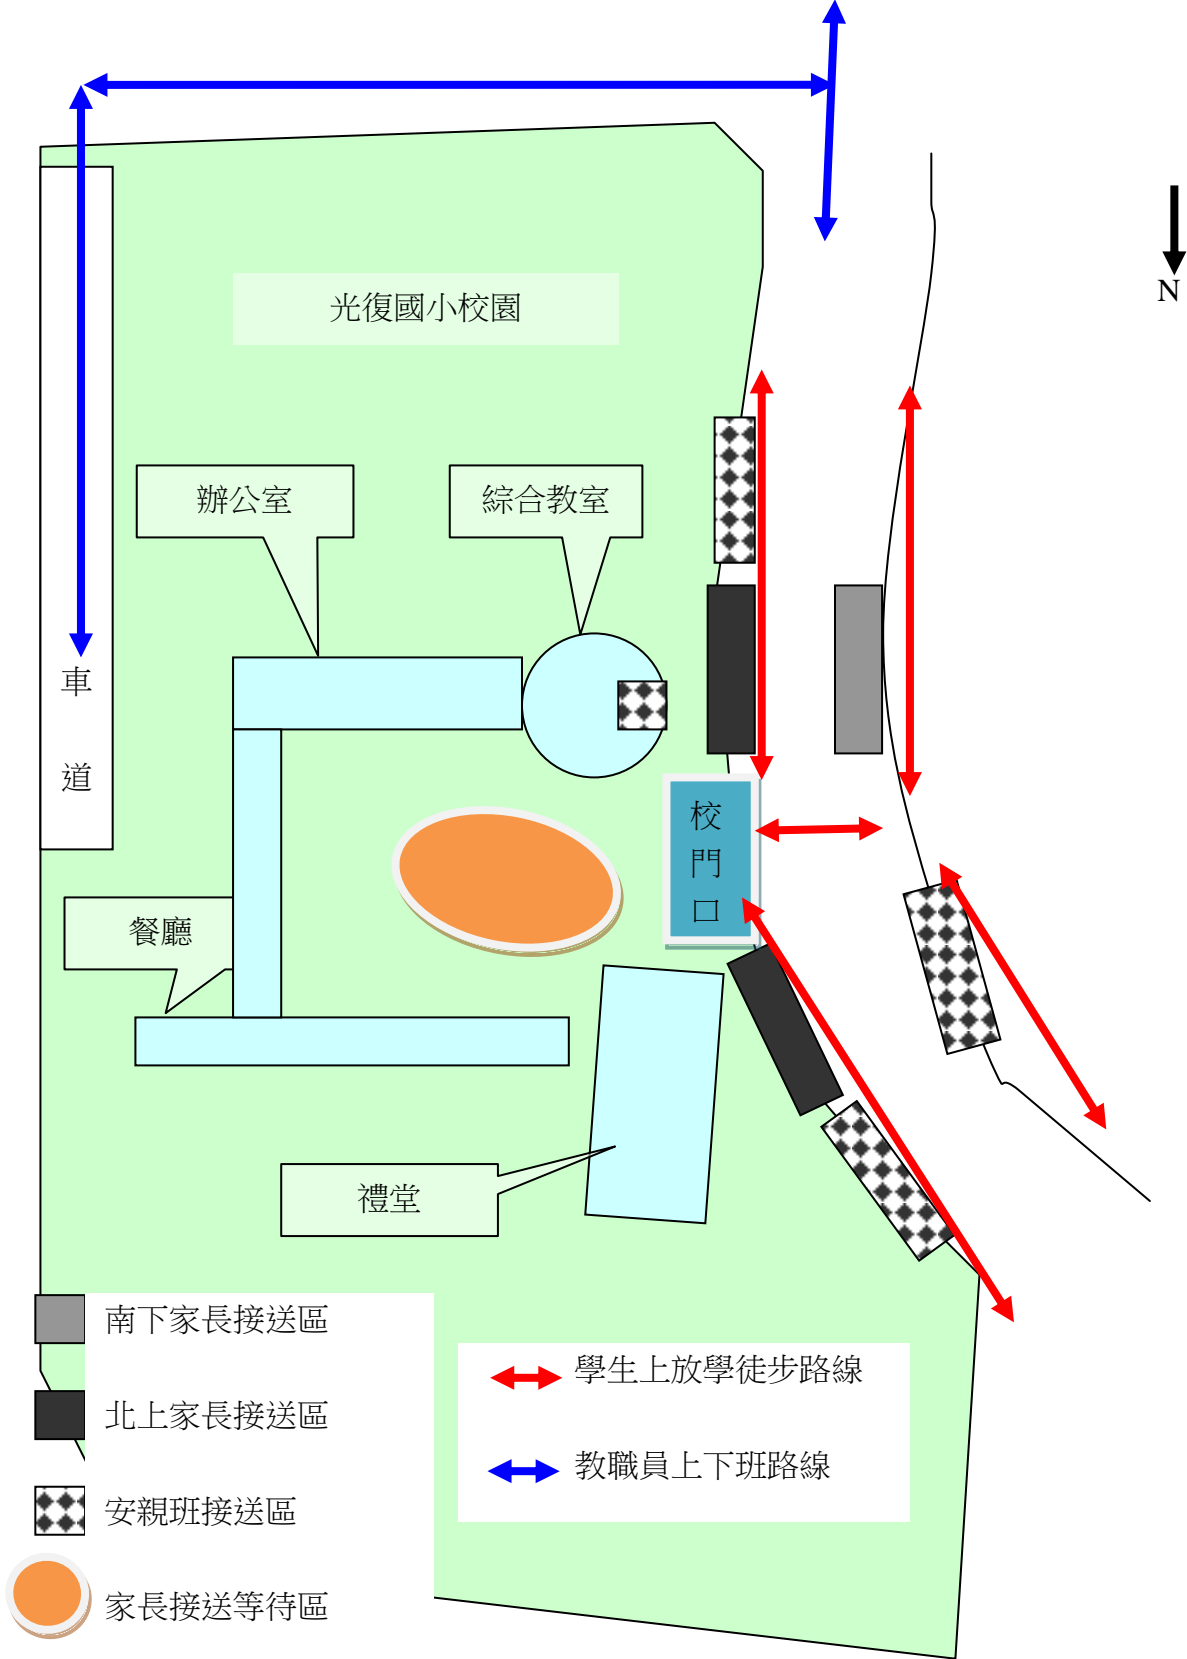 N
光復國小校園
辦公室
綜合教室
車
道
校
門
口
餐廳
禮堂
南下家長接送區
北上家長接送區
安親班接送區
家長接送等待區
學生上放學徒步路線
教職員上下班路線